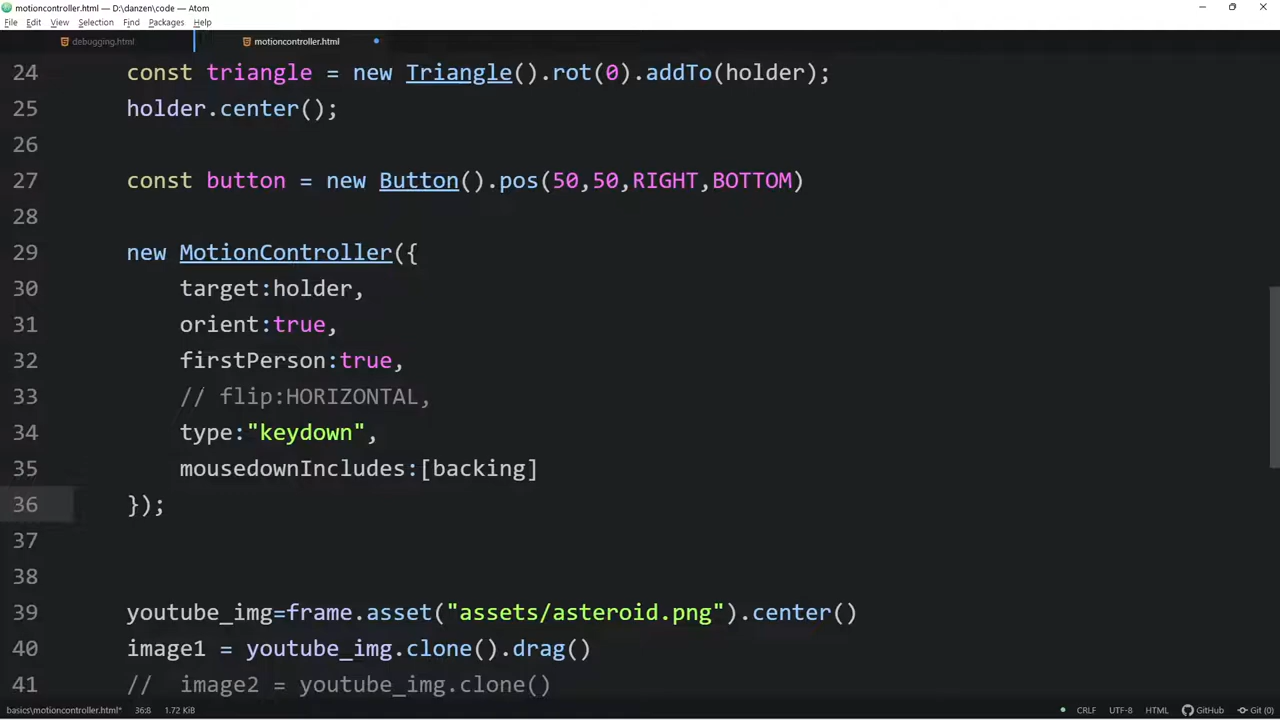 motioncontroller.html — D:\danzen\code — Atom
File Edit View Selection Find Packages Help
debugging.html motioncontroller.html
24 const triangle = new Triangle().rot(0).addTo(holder);
25 holder.center();
26
27 const button = new Button().pos(50,50,RIGHT,BOTTOM)
28
29 new MotionController({
30 target:holder,
31 orient:true,
32 firstPerson:true,
33 // flip:HORIZONTAL,
34 type:"keydown",
35 mousedownIncludes:[backing]
36 });
37
38
39 youtube_img=frame.asset("assets/asteroid.png").center()
40 image1 = youtube_img.clone().drag()
41 // image2 = youtube_img.clone()
basics\motioncontroller.html* 36:8 1.72 KiB CRLF UTF-8 HTML GitHub Git (0)